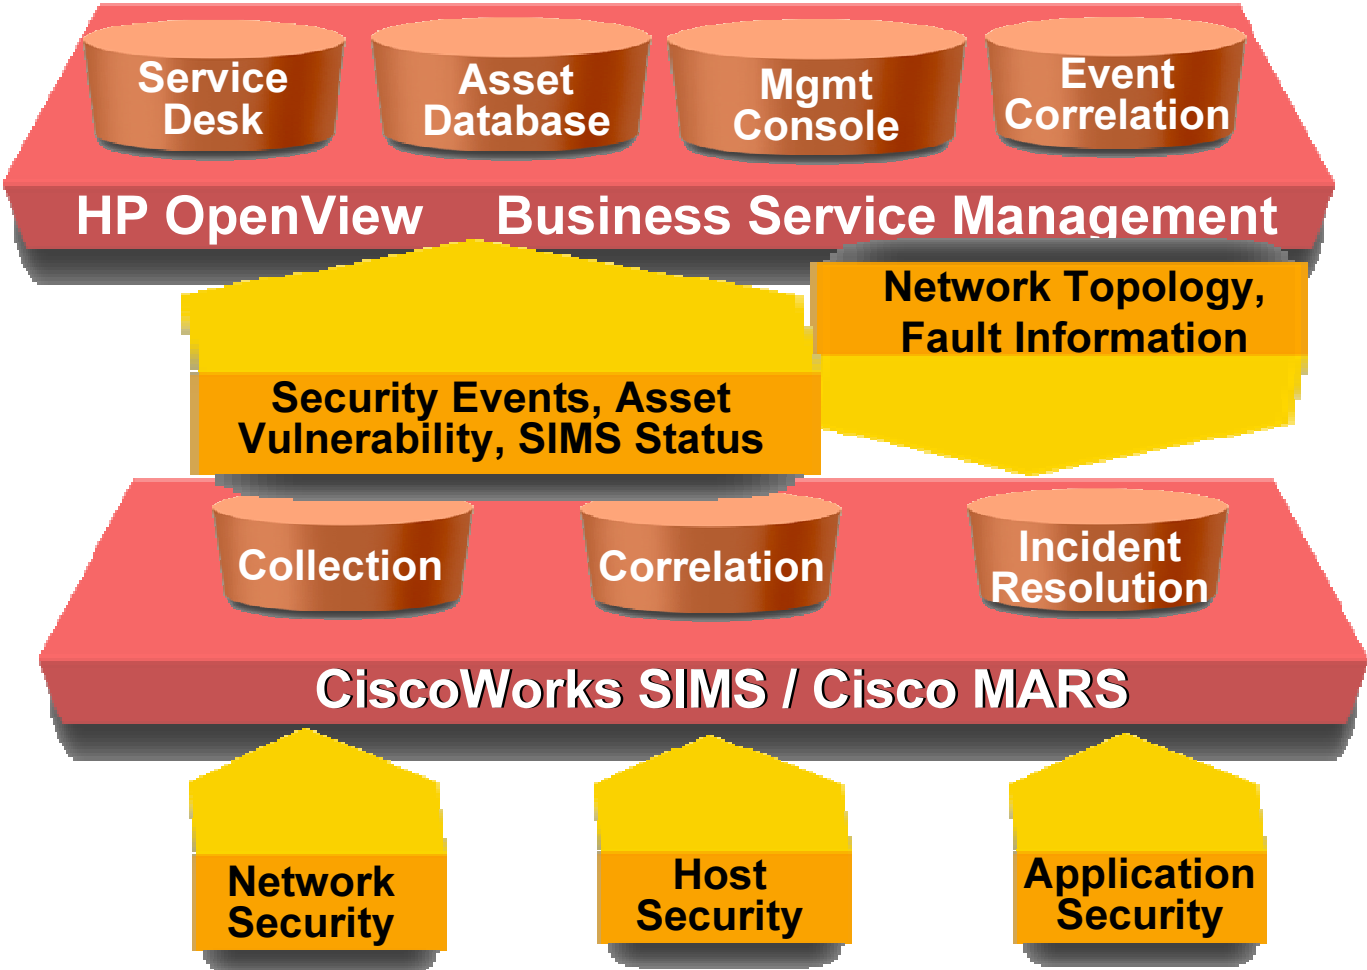 Service
Desk
Asset
Database
Mgmt
Console
Event
Correlation
HP OpenView
Business Service Management
Network Topology,
Fault Information
Security Events, Asset
Vulnerability, SIMS Status
Collection
Correlation
Incident
Resolution
CiscoWorks SIMS / Cisco MARS
Network
Security
Host
Security
Application
Security